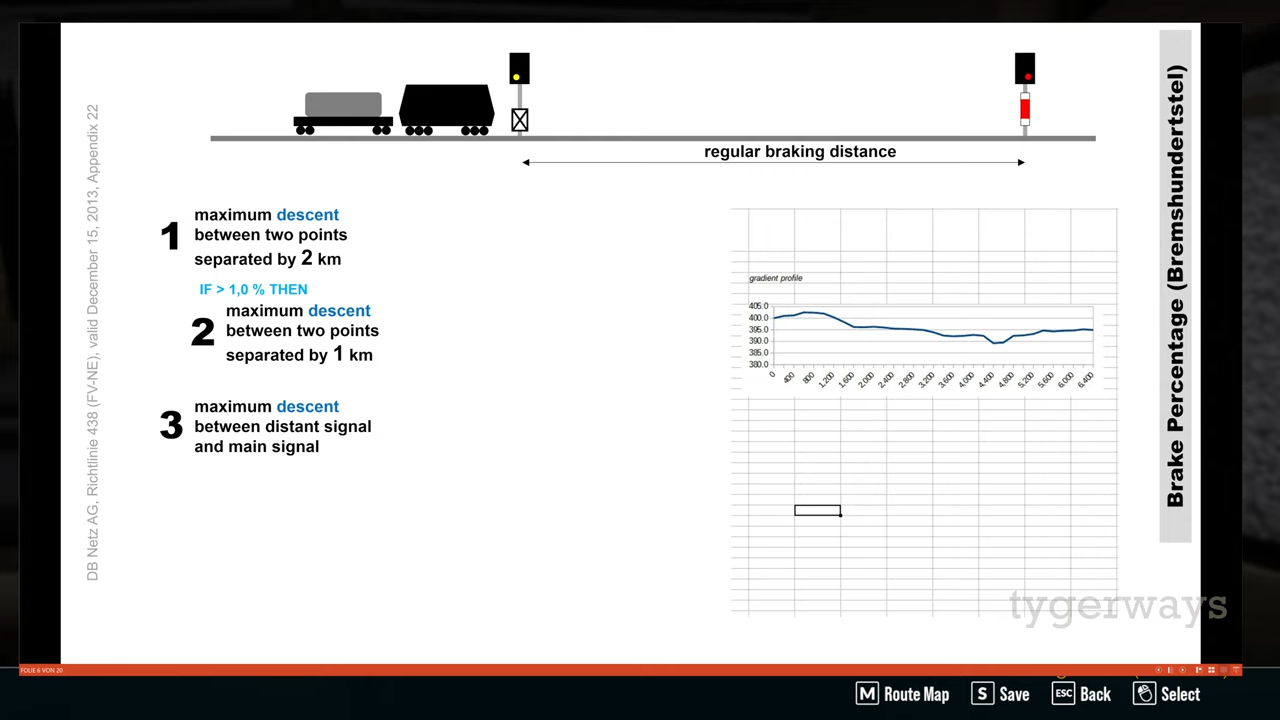 regular braking distance
Brake Percentage (Bremshundertstel)
DB Netz AG, Richtlinie 438 (FV-NE), valid December 15, 2013, Appendix 22
1
maximum descent
between two points
separated by 2 km
IF > 1,0 % THEN
2
maximum descent
between two points
separated by 1 km
3
maximum descent
between distant signal
and main signal
gradient profile
405.0
400.0
395.0
390.0
385.0
380.0
0 400 800 1,200 1,600 2,000 2,400 2,800 3,200 3,600 4,000 4,400 4,800 5,200 5,600 6,000 6,400
tygerways
FOLIE 6 VON 20
M Route Map S Save ESC Back Select